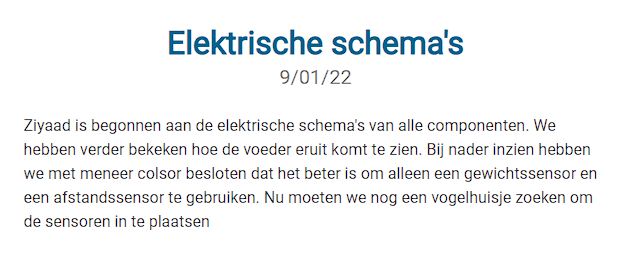 Elektrische schema's
9/01/22
Ziyaad is begonnen aan de elektrische schema's van alle componenten. We
hebben verder bekeken hoe de voeder eruit komt te zien. Bij nader inzien hebben
we met meneer colsor besloten dat het beter is om alleen een gewichtssensor en
een afstandssensor te gebruiken. Nu moeten we nog een vogelhuisje zoeken om
de sensoren in te plaatsen